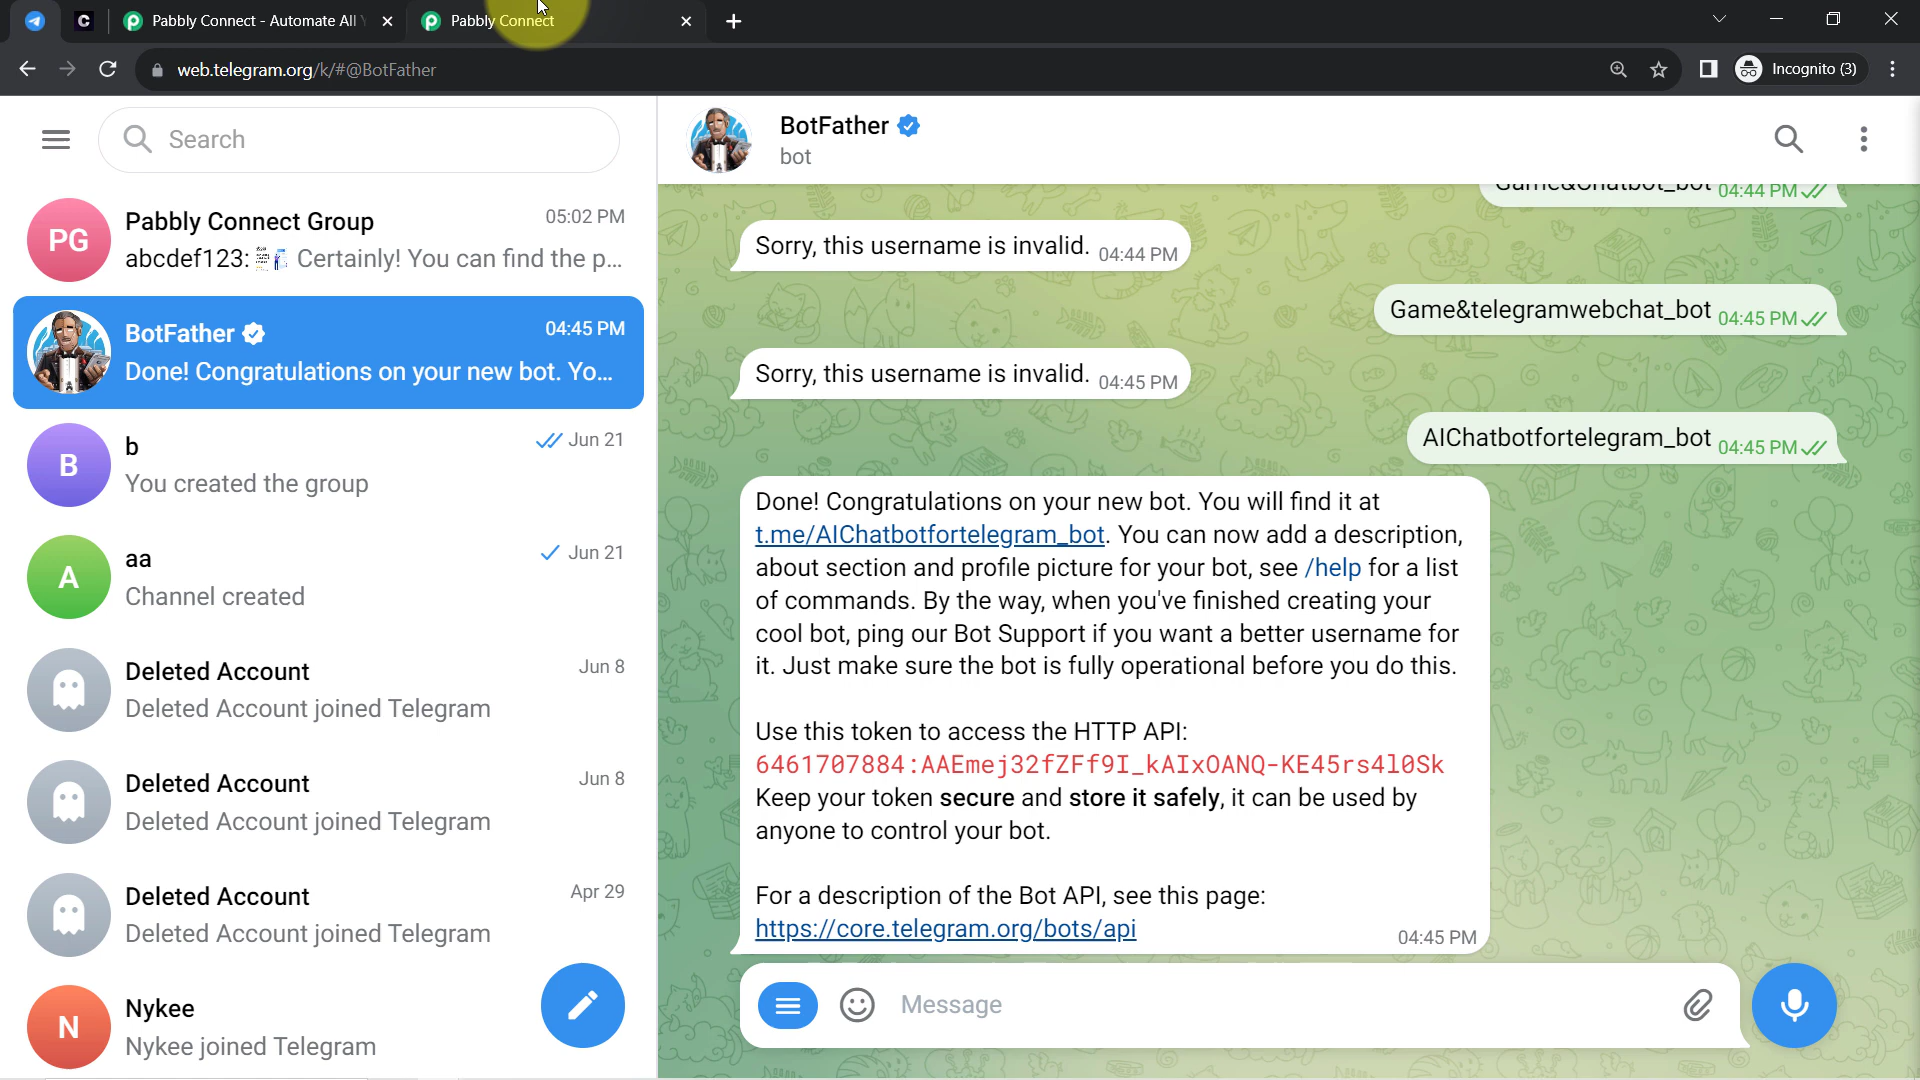 C
Pabbly Connect - Automate All
Pabbly Connect
web.telegram.org/k/#@BotFather
Incognito (3)
Search
PG
Pabbly Connect Group
05:02 PM
abcdef123: Certainly! You can find the p...
BotFather
04:45 PM
Done! Congratulations on your new bot. Yo...
B
b
Jun 21
You created the group
A
aa
Jun 21
Channel created
Deleted Account
Jun 8
Deleted Account joined Telegram
Deleted Account
Jun 8
Deleted Account joined Telegram
Deleted Account
Apr 29
Deleted Account joined Telegram
N
Nykee
Nykee joined Telegram
BotFather
bot
Game&Chatbot_bot 04:44 PM
Sorry, this username is invalid. 04:44 PM
Game&telegramwebchat_bot 04:45 PM
Sorry, this username is invalid. 04:45 PM
AIChatbotfortelegram_bot 04:45 PM
Done! Congratulations on your new bot. You will find it at
t.me/AIChatbotfortelegram_bot. You can now add a description,
about section and profile picture for your bot, see /help for a list
of commands. By the way, when you've finished creating your
cool bot, ping our Bot Support if you want a better username for
it. Just make sure the bot is fully operational before you do this.
Use this token to access the HTTP API:
6461707884:AAEmej32fZFf9I_kAIxOANQ-KE45rs4l0Sk
Keep your token secure and store it safely, it can be used by
anyone to control your bot.
For a description of the Bot API, see this page:
https://core.telegram.org/bots/api
04:45 PM
Message